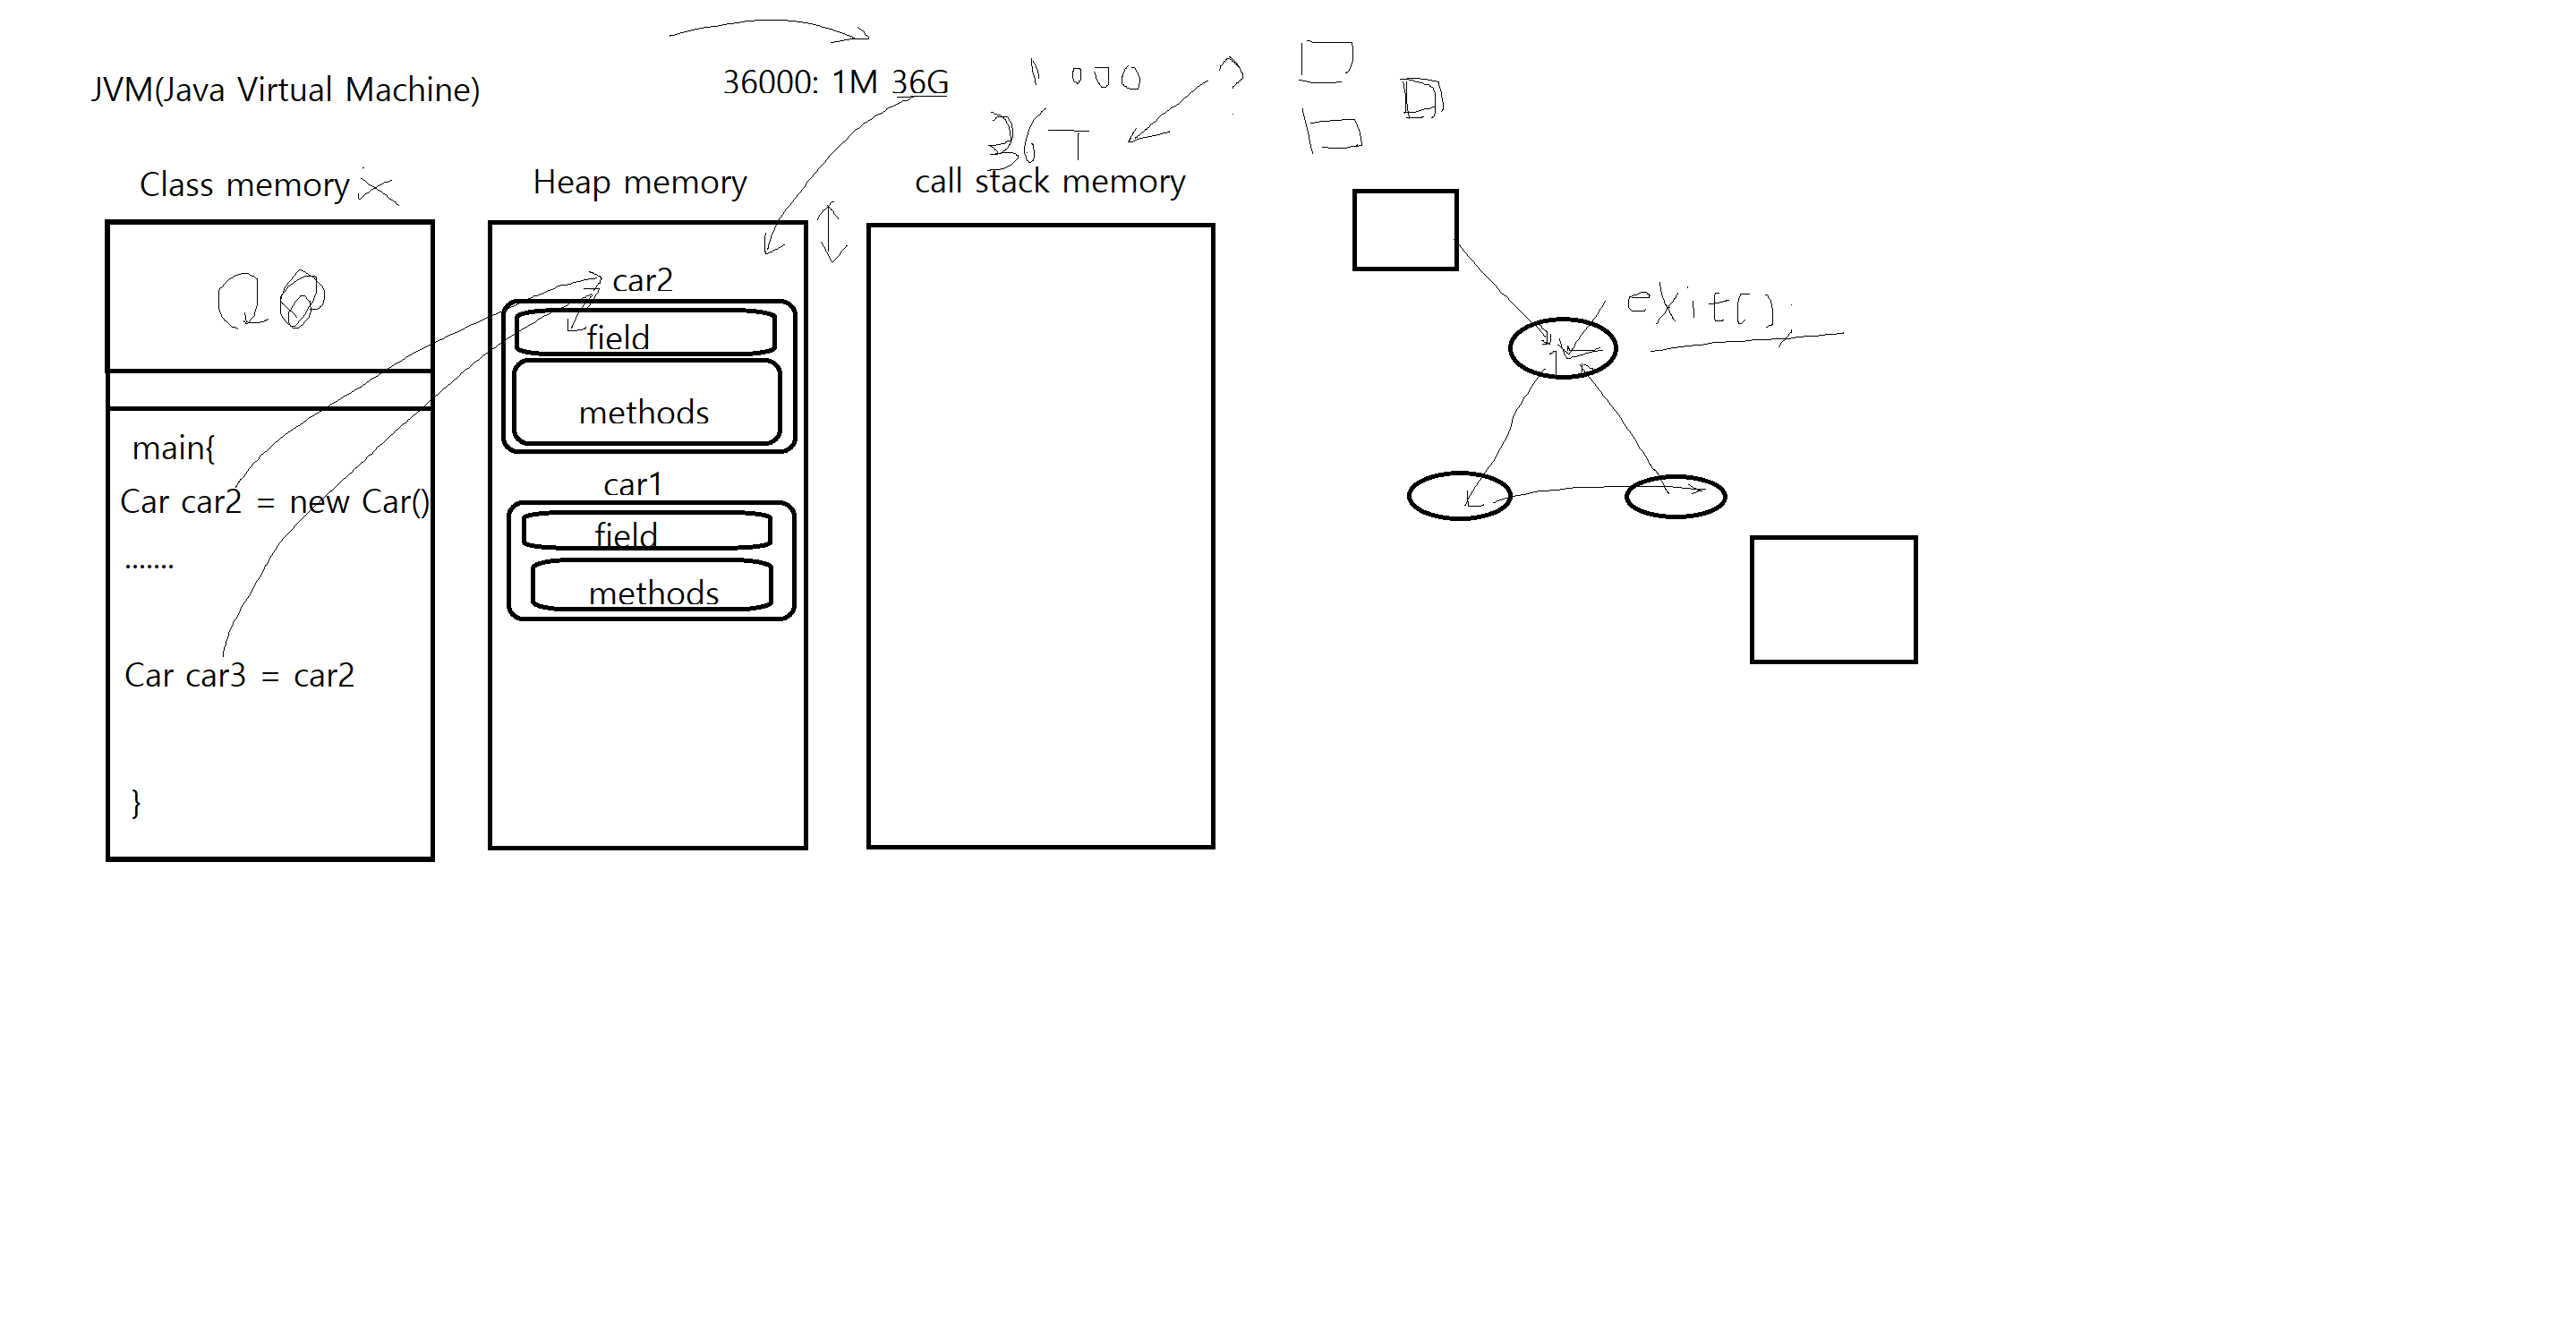 JVM(Java Virtual Machine)
36000: 1M 36G
1000
36T
?
Class memory
Heap memory
call stack memory
car2
field
methods
car1
field
methods
main{
Car car2 = new Car()
.......
Car car3 = car2
}
exit();